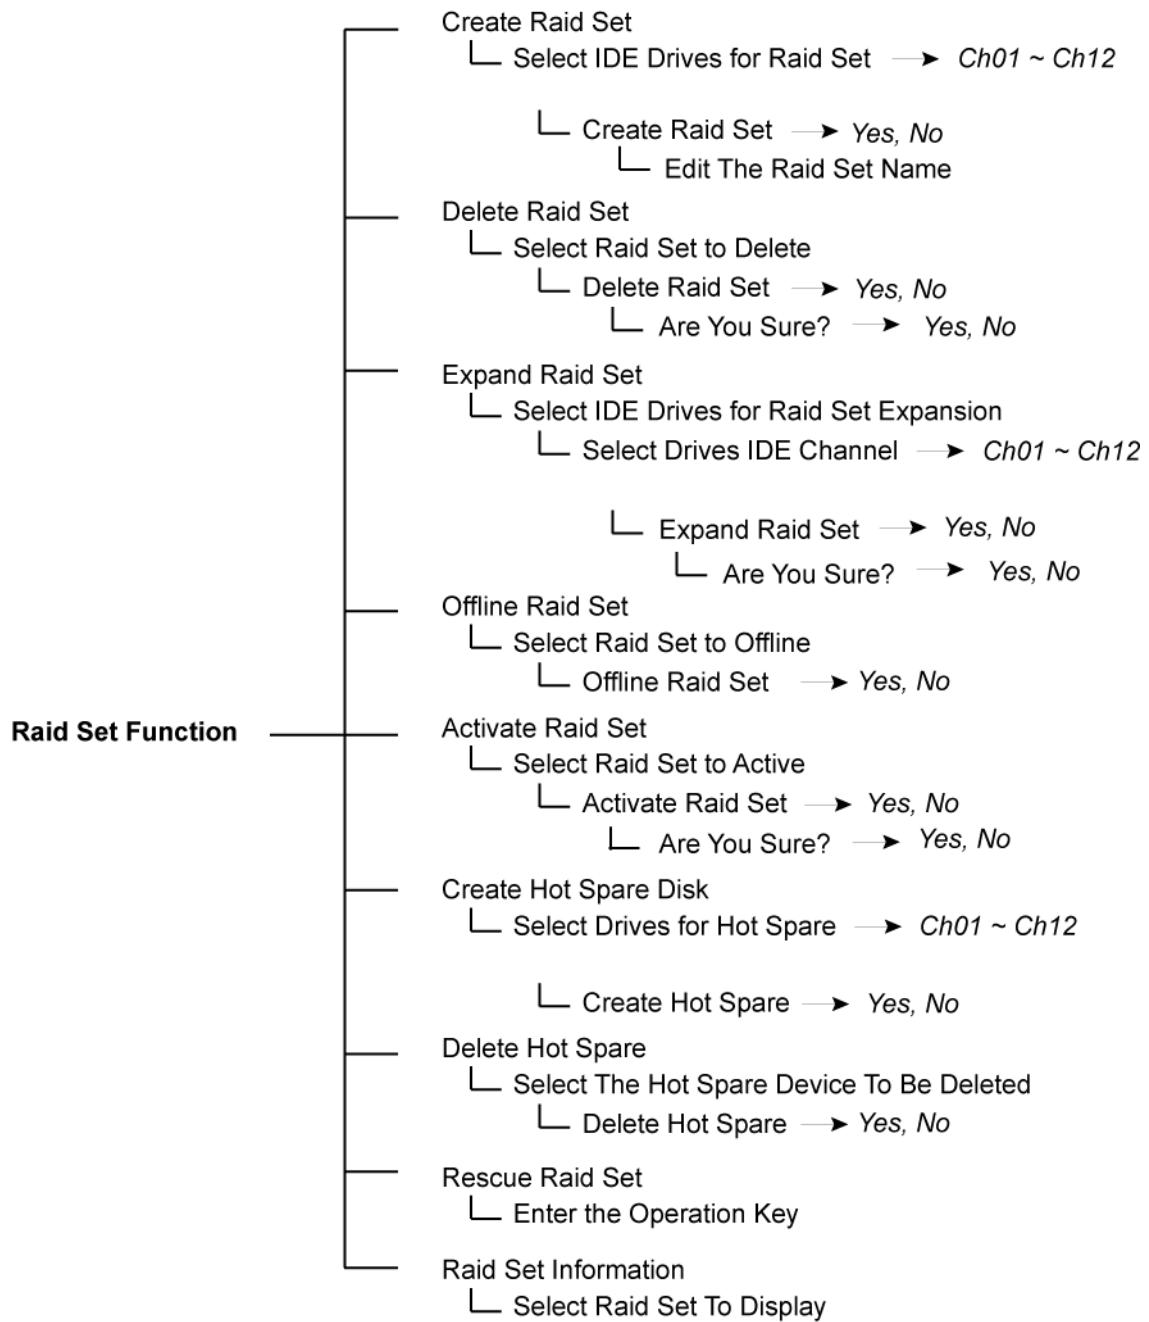 Create Raid Set
Select IDE Drives for Raid Set Ch01 ~ Ch12
Create Raid Set Yes, No
Edit The Raid Set Name
Delete Raid Set
Select Raid Set to Delete
Delete Raid Set Yes, No
Are You Sure? Yes, No
Expand Raid Set
Select IDE Drives for Raid Set Expansion
Select Drives IDE Channel Ch01 ~ Ch12
Expand Raid Set Yes, No
Are You Sure? Yes, No
Offline Raid Set
Select Raid Set to Offline
Offline Raid Set Yes, No
Raid Set Function
Activate Raid Set
Select Raid Set to Active
Activate Raid Set Yes, No
Are You Sure? Yes, No
Create Hot Spare Disk
Select Drives for Hot Spare Ch01 ~ Ch12
Create Hot Spare Yes, No
Delete Hot Spare
Select The Hot Spare Device To Be Deleted
Delete Hot Spare Yes, No
Rescue Raid Set
Enter the Operation Key
Raid Set Information
Select Raid Set To Display